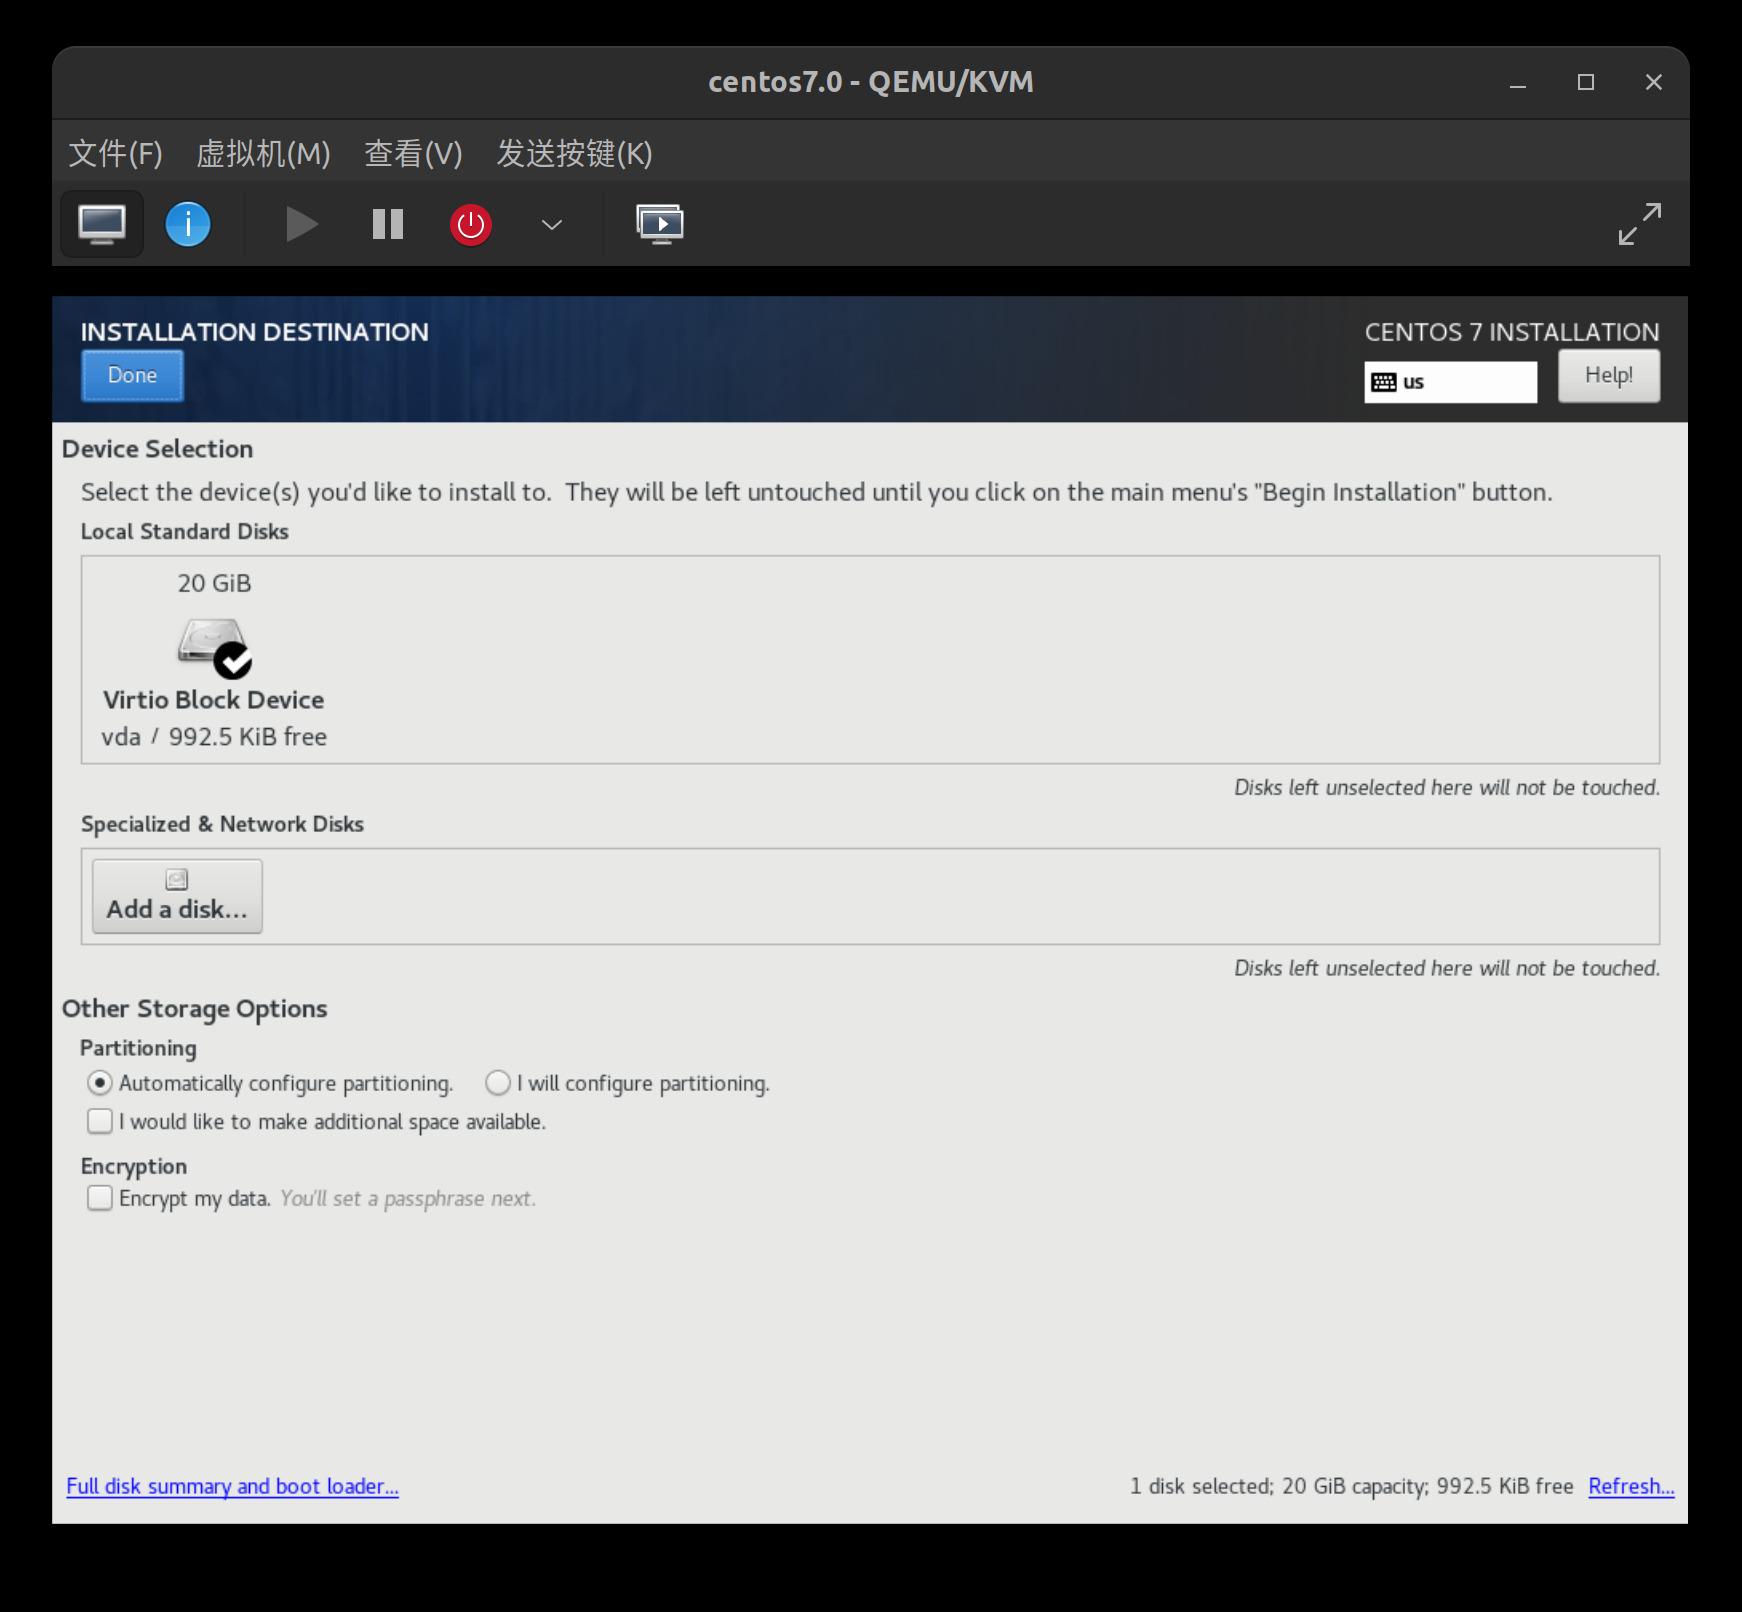 centos7.0 - QEMU/KVM
文件(F) 虚拟机(M) 查看(V) 发送按键(K)
INSTALLATION DESTINATION
CENTOS 7 INSTALLATION
Done
us
Help!
Device Selection
Select the device(s) you'd like to install to. They will be left untouched until you click on the main menu's "Begin Installation" button.
Local Standard Disks
20 GiB
Virtio Block Device
vda / 992.5 KiB free
Disks left unselected here will not be touched.
Specialized & Network Disks
Add a disk...
Disks left unselected here will not be touched.
Other Storage Options
Partitioning
Automatically configure partitioning. I will configure partitioning.
I would like to make additional space available.
Encryption
Encrypt my data. You'll set a passphrase next.
Full disk summary and boot loader...
1 disk selected; 20 GiB capacity; 992.5 KiB free Refresh...